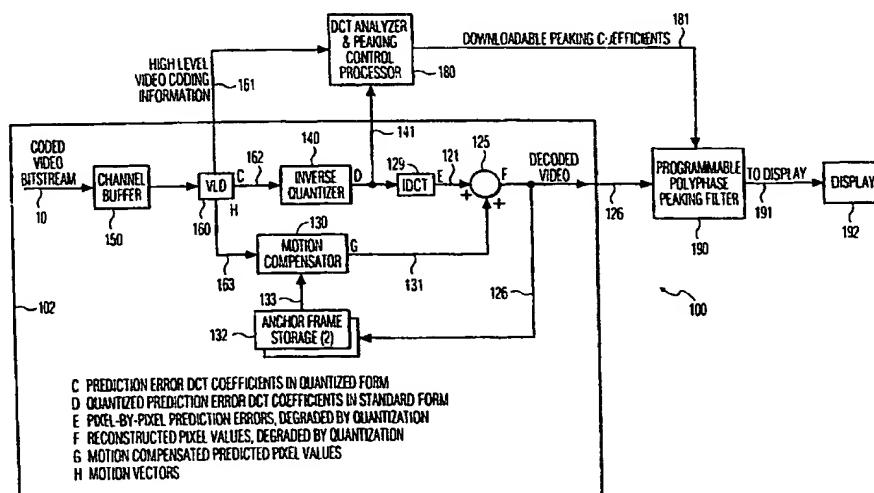 DCT ANALYZER
& PEAKING
CONTROL
PROCESSOR
180
DOWNLOADABLE PEAKING C·EFFICIENTS
181
HIGH LEVEL
VIDEO CODING
INFORMATION
161
141
CODED
VIDEO
BITSTREAM
10
CHANNEL
BUFFER
150
VLD
160
C
H
162
140
INVERSE
QUANTIZER
D
129
IDCT
E
121
125
F
+
+
DECODED
VIDEO
126
PROGRAMMABLE
POLYPHASE
PEAKING FILTER
190
TO DISPLAY
191
DISPLAY
192
130
MOTION
COMPENSATOR
G
163
131
133
126
132
ANCHOR FRAME
STORAGE (2)
102
100
C PREDICTION ERROR DCT COEFFICIENTS IN QUANTIZED FORM
D QUANTIZED PREDICTION ERROR DCT COEFFICIENTS IN STANDARD FORM
E PIXEL-BY-PIXEL PREDICTION ERRORS, DEGRADED BY QUANTIZATION
F RECONSTRUCTED PIXEL VALUES, DEGRADED BY QUANTIZATION
G MOTION COMPENSATED PREDICTED PIXEL VALUES
H MOTION VECTORS